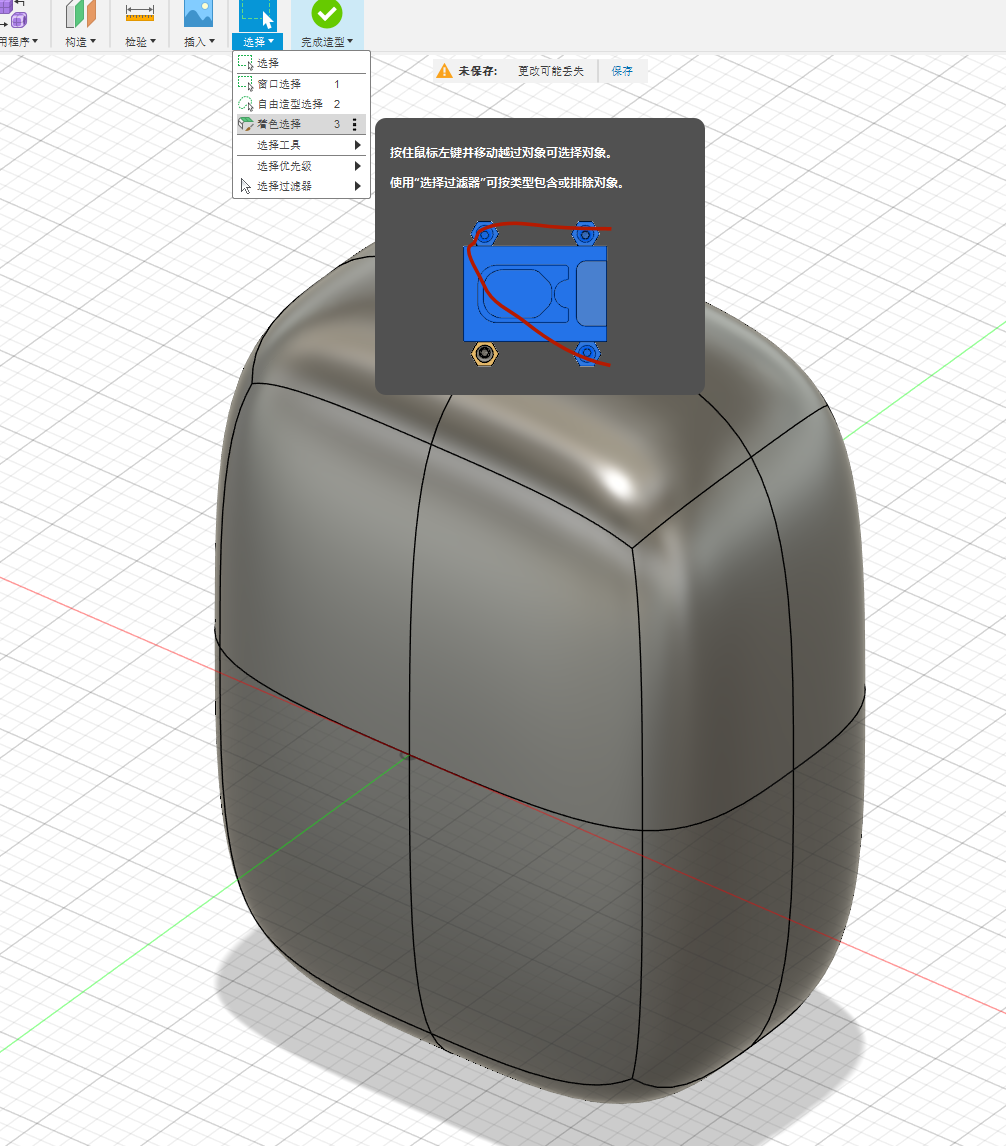 用程序
构造
检验
插入
选择
完成造型
未保存:
更改可能丢失
保存
选择
窗口选择 1
自由造型选择 2
着色选择 3
选择工具
选择优先级
选择过滤器
按住鼠标左键并移动越过对象可选择对象。
使用“选择过滤器”可按类型包含或排除对象。